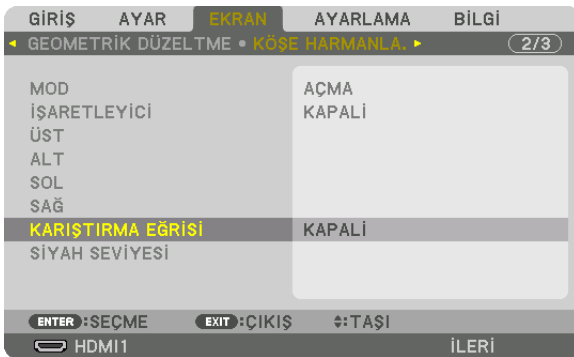 GİRİŞ AYAR EKRAN AYARLAMA BİLGİ
GEOMETRİK DÜZELTME • KÖŞE HARMANLA. 2/3
MOD AÇMA
İŞARETLEYİCİ KAPALİ
ÜST
ALT
SOL
SAĞ
KARIŞTIRMA EĞRİSİ KAPALİ
SİYAH SEVİYESİ
ENTER :SEÇME EXIT :ÇIKIŞ :TAŞI
HDMI1 İLERİ